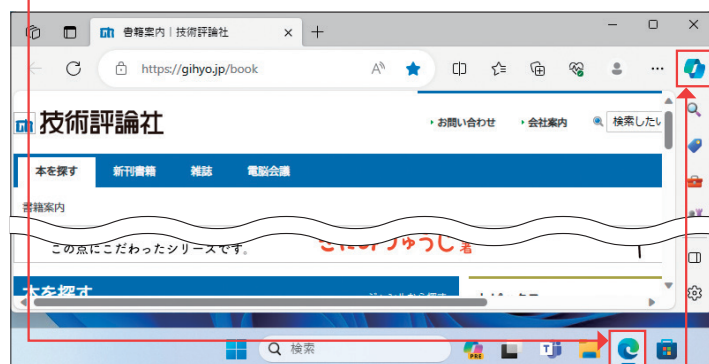 書籍案内 | 技術評論社
https://gihyo.jp/book
技術評論社
お問い合わせ
会社案内
検索したい
本を探す
新刊書籍
雑誌
電脳会議
書籍案内
この点にこだわったシリーズです。
著
本を探す
検索
PRE